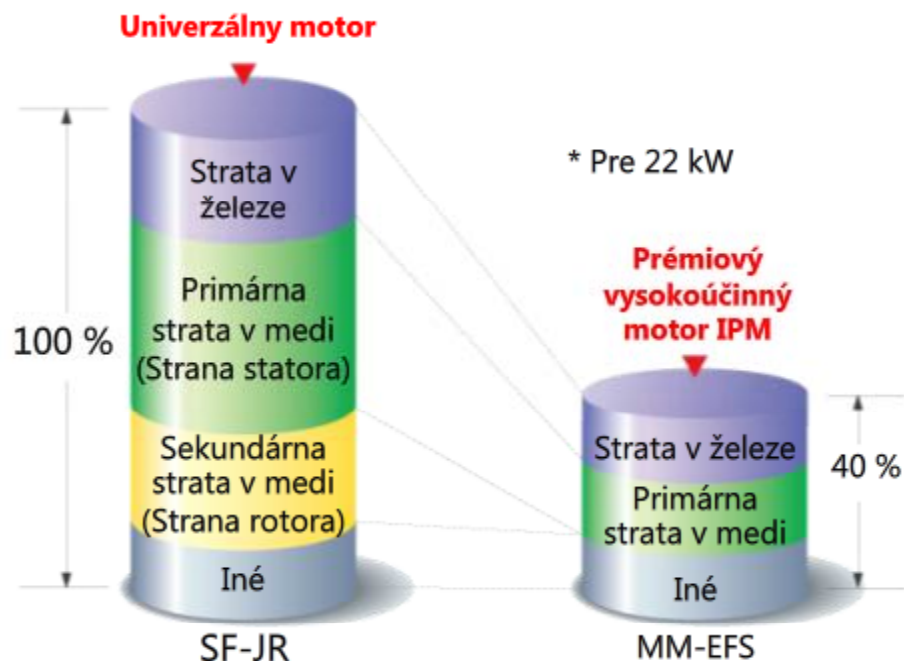 Univerzálny motor
Strata v
železe
* Pre 22 kW
Primárna
strata v medi
(Strana statora)
100 %
Prémiový
vysokoúčinný
motor IPM
Sekundárna
strata v medi
(Strana rotora)
Strata v železe
40 %
Primárna
strata v medi
Iné
Iné
SF-JR
MM-EFS